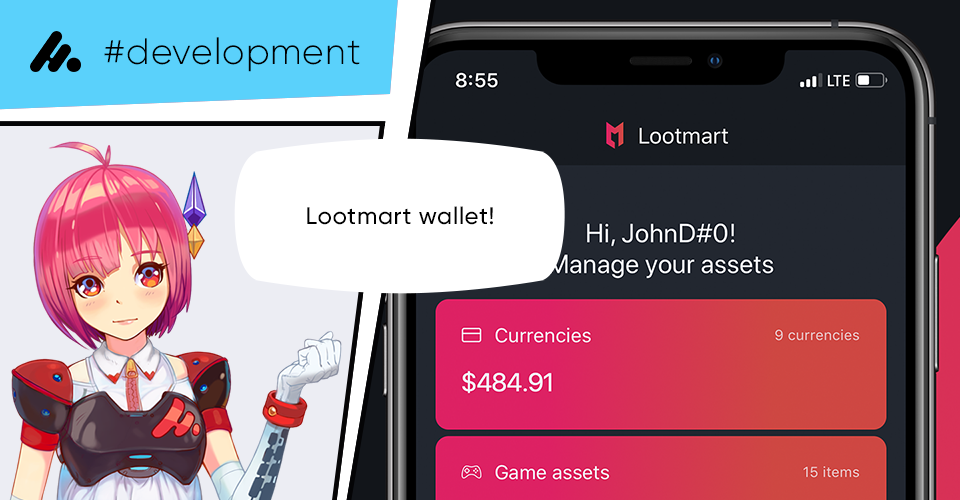 #development
Lootmart wallet!
8:55
LTE
Lootmart
Hi, JohnD#0!
Manage your assets
Currencies
9 currencies
$484.91
Game assets
15 items